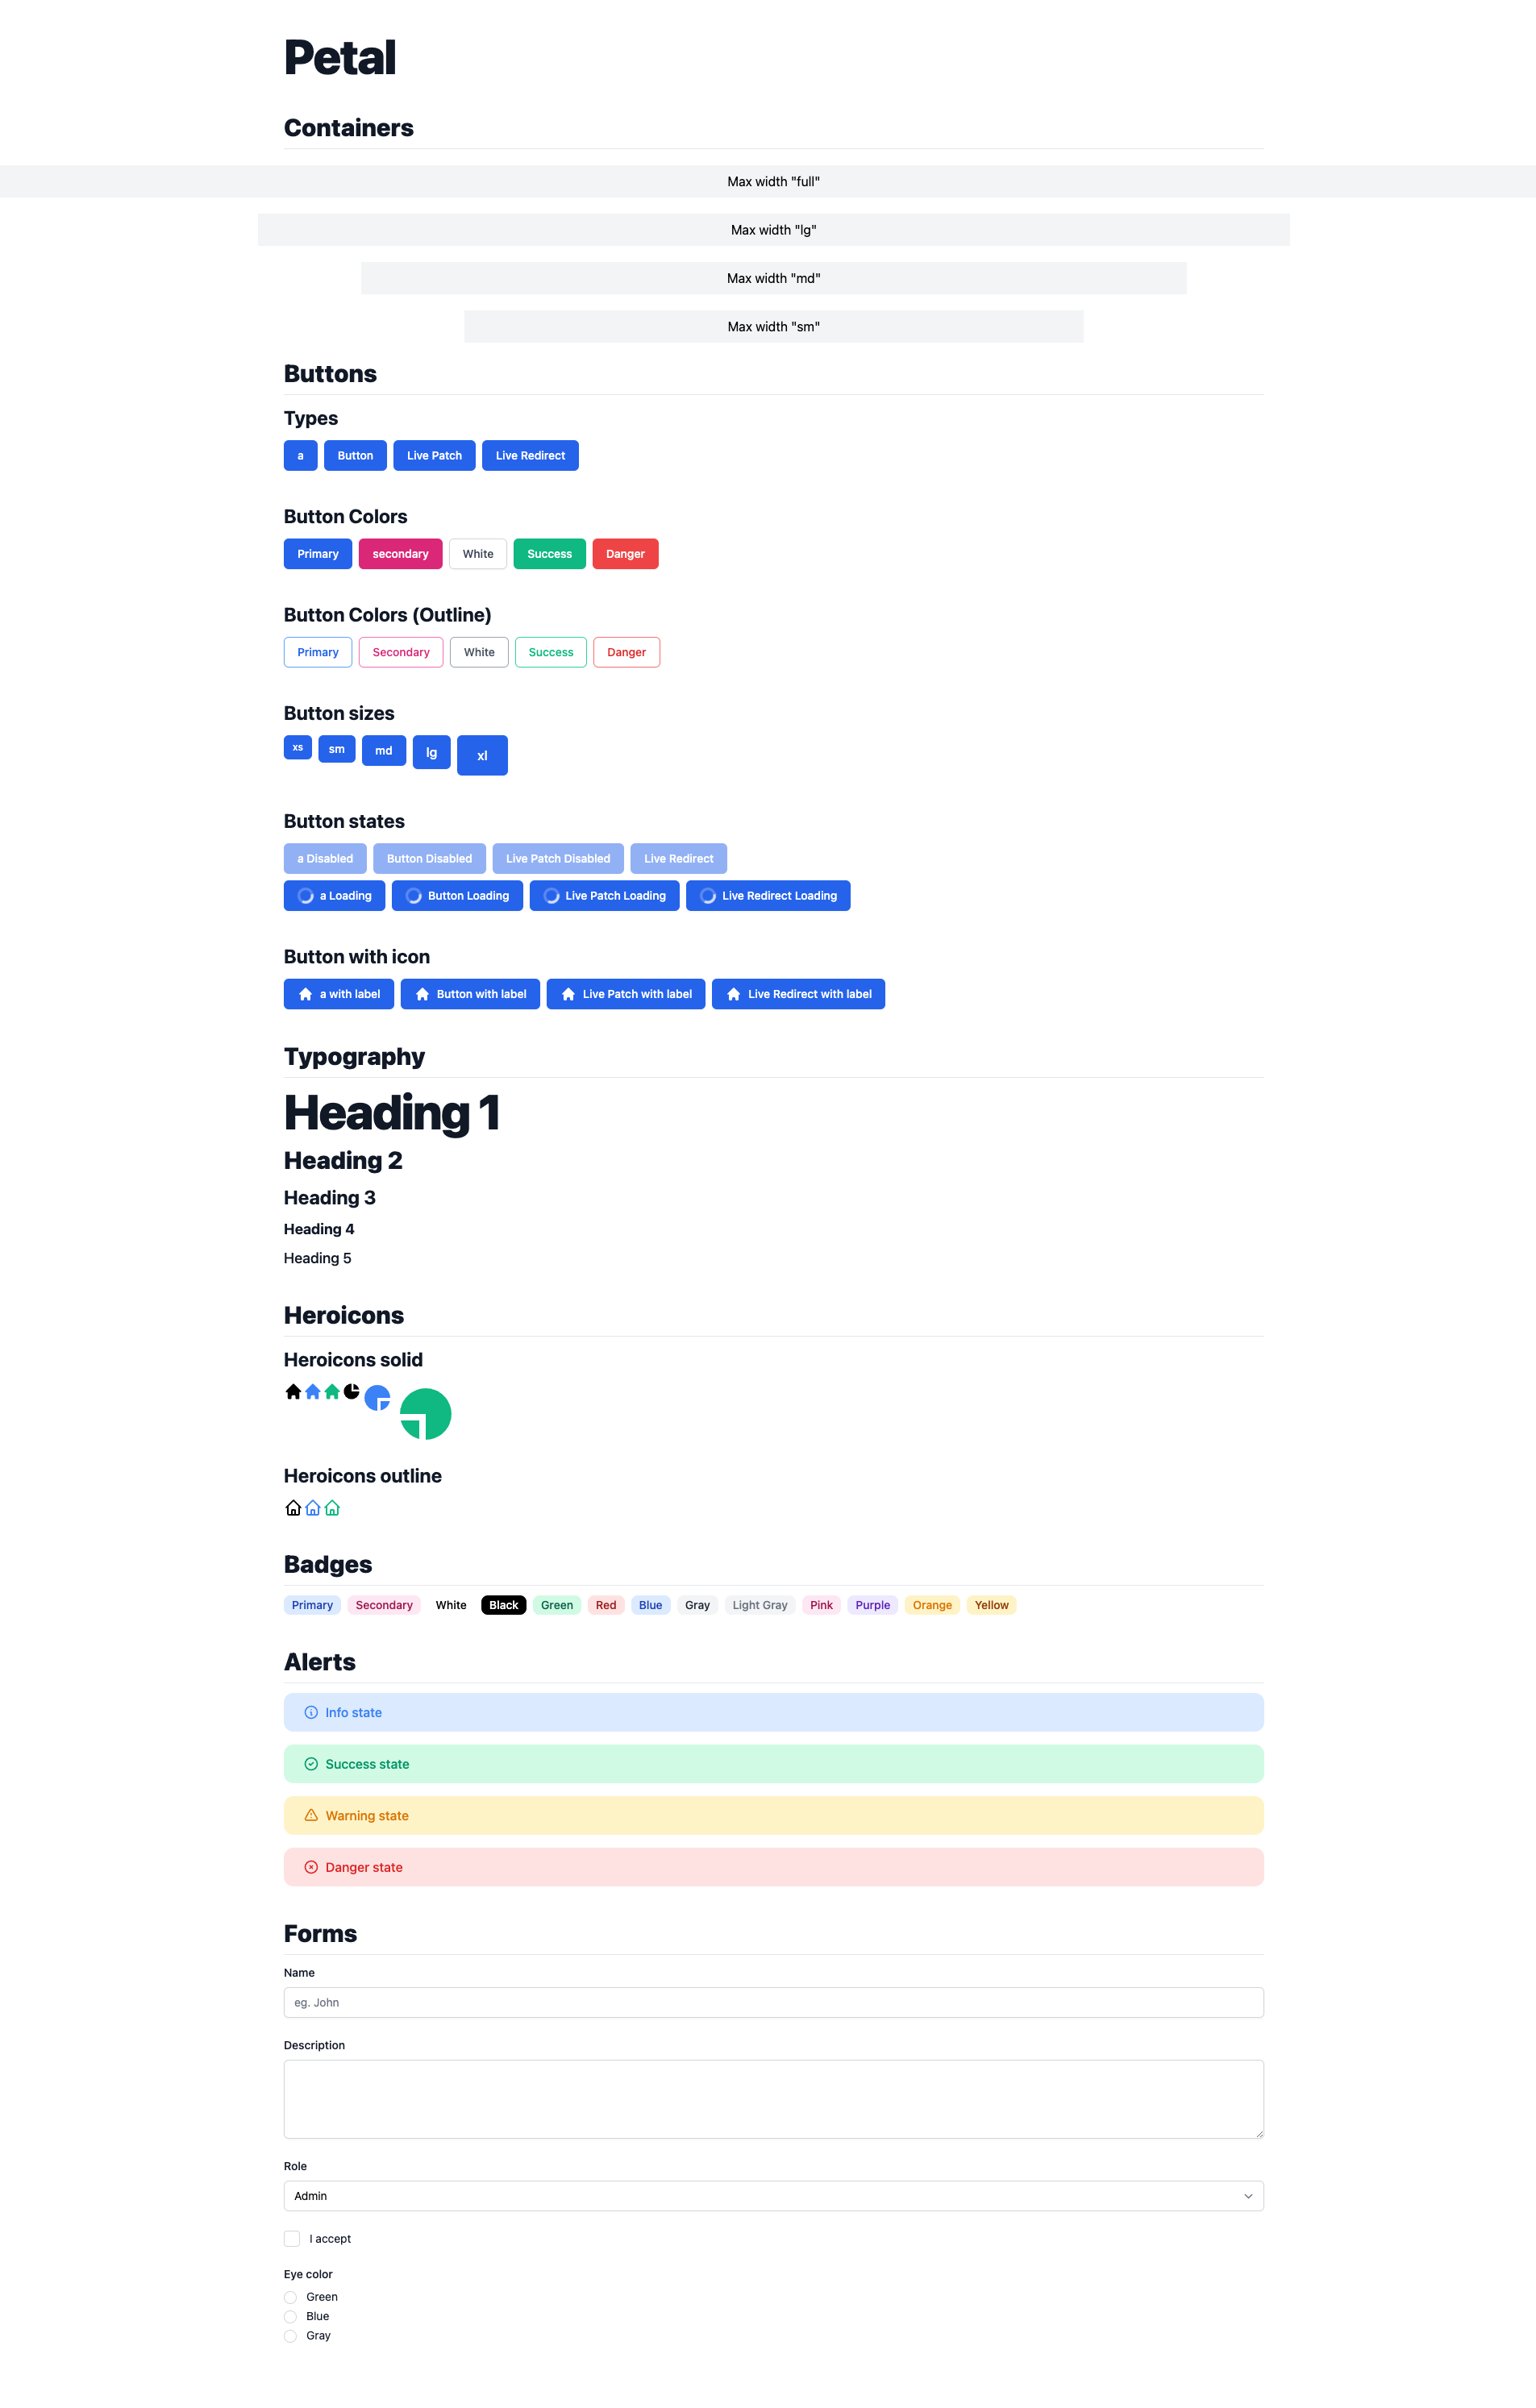 Petal
Containers
Max width "full"
Max width "lg"
Max width "md"
Max width "sm"
Buttons
Types
a Button Live Patch Live Redirect
Button Colors
Primary secondary White Success Danger
Button Colors (Outline)
Primary Secondary White Success Danger
Button sizes
xs sm md lg xl
Button states
a Disabled Button Disabled Live Patch Disabled Live Redirect
a Loading Button Loading Live Patch Loading Live Redirect Loading
Button with icon
a with label Button with label Live Patch with label Live Redirect with label
Typography
Heading 1
Heading 2
Heading 3
Heading 4
Heading 5
Heroicons
Heroicons solid
Heroicons outline
Badges
Primary Secondary White Black Green Red Blue Gray Light Gray Pink Purple Orange Yellow
Alerts
Info state
Success state
Warning state
Danger state
Forms
Name
eg. John
Description
Role
Admin
I accept
Eye color
Green
Blue
Gray